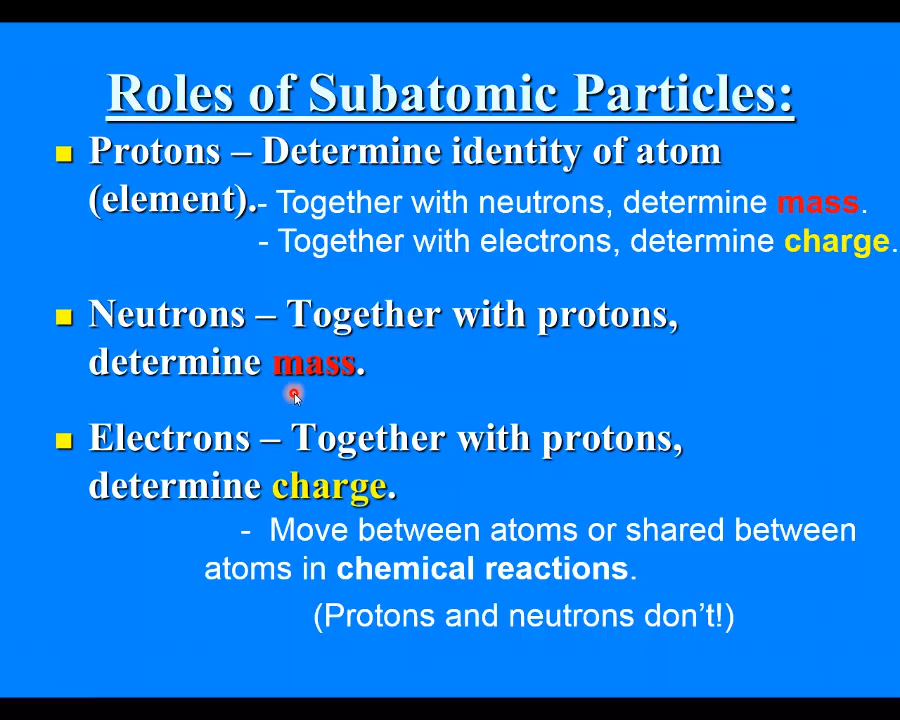 Roles of Subatomic Particles:
Protons – Determine identity of atom
(element).- Together with neutrons, determine mass.
- Together with electrons, determine charge.
Neutrons – Together with protons,
determine mass.
Electrons – Together with protons,
determine charge.
- Move between atoms or shared between
atoms in chemical reactions.
(Protons and neutrons don't!)